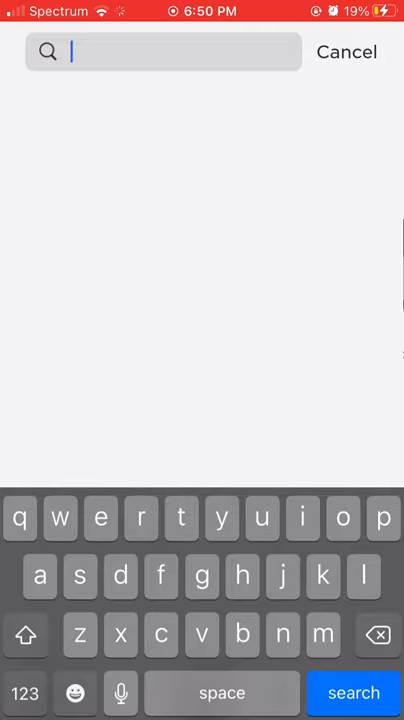 Spectrum 6:50 PM 19%
Cancel
q w e r t y u i o p
a s d f g h j k l
z x c v b n m
123 space search